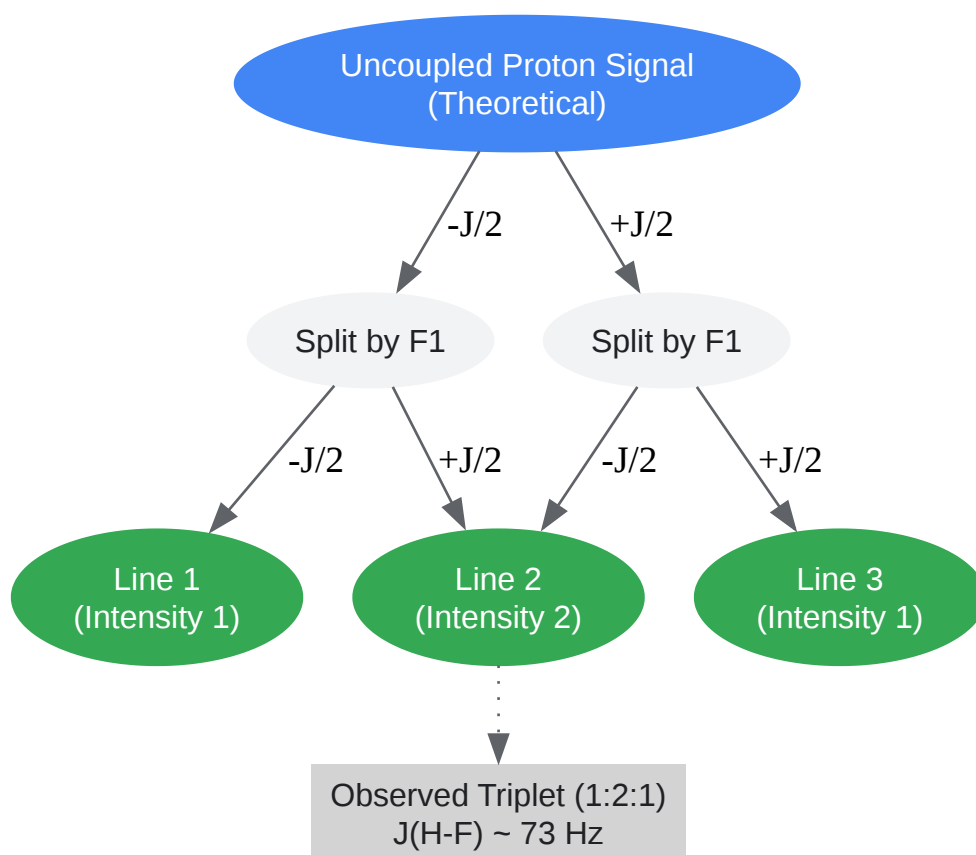 Uncoupled Proton Signal
(Theoretical)
-J/2
+J/2
Split by F1
Split by F1
-J/2
+J/2
-J/2
+J/2
Line 1
(Intensity 1)
Line 2
(Intensity 2)
Line 3
(Intensity 1)
Observed Triplet (1:2:1)
J(H-F) ~ 73 Hz